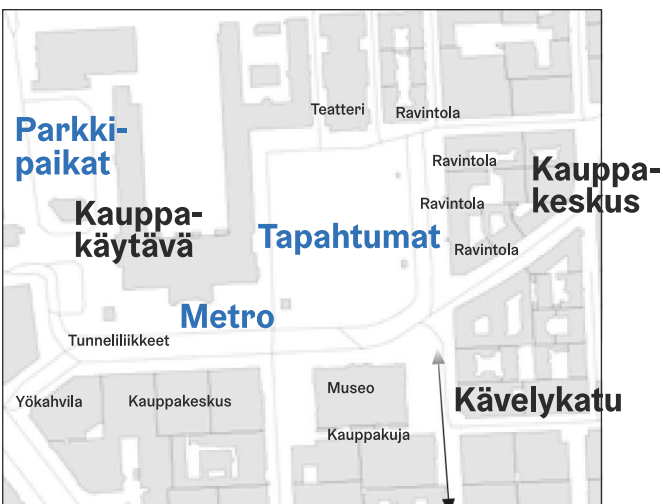 Teatteri
Ravintola
Parkki-
paikat
Ravintola
Kauppa-
keskus
Ravintola
Kauppa-
käytävä
Tapahtumat
Ravintola
Metro
Tunneliliikkeet
Yökahvila
Kauppakeskus
Museo
Kävelykatu
Kauppakuja